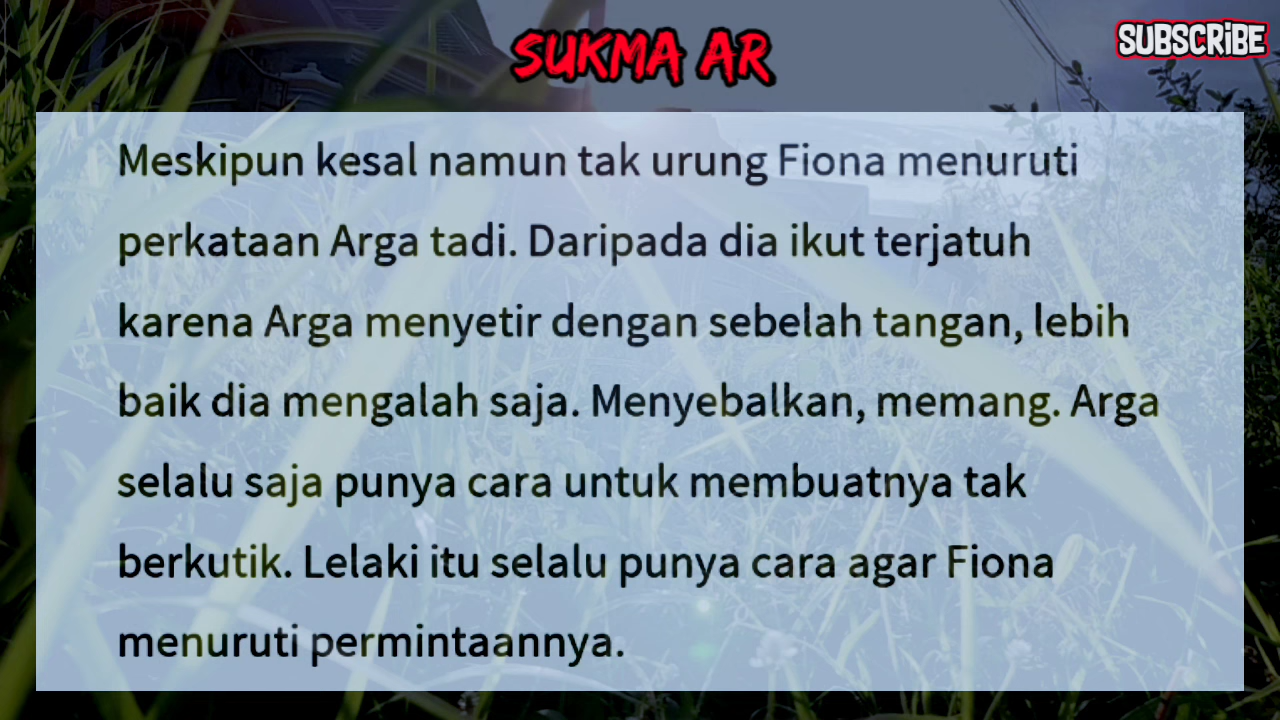 SUKMA AR
SUBSCRIBE
Meskipun kesal namun tak urung Fiona menuruti
perkataan Arga tadi. Daripada dia ikut terjatuh
karena Arga menyetir dengan sebelah tangan, lebih
baik dia mengalah saja. Menyebalkan, memang. Arga
selalu saja punya cara untuk membuatnya tak
berkutik. Lelaki itu selalu punya cara agar Fiona
menuruti permintaannya.